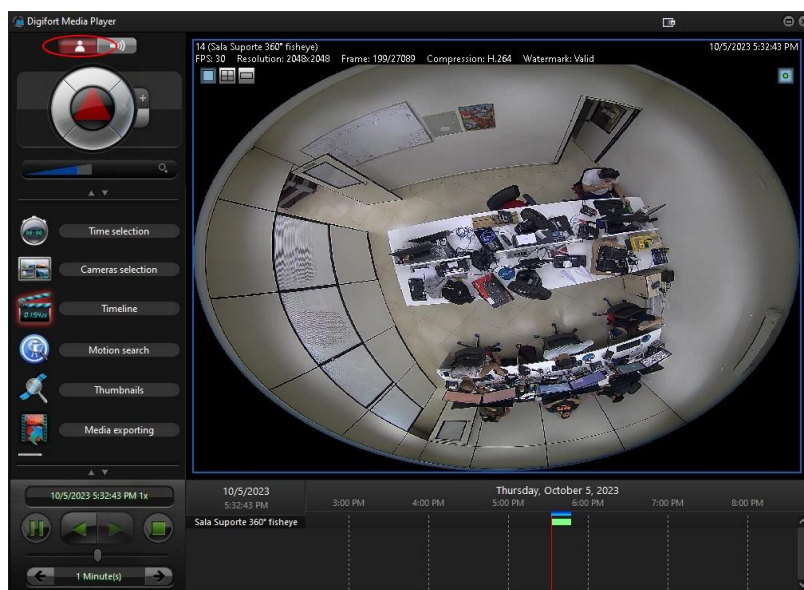 Digifort Media Player
14 (Sala Suporte 360° fisheye)
10/5/2023 5:32:43 PM
FPS: 30 Resolution: 2048x2048 Frame: 199/27089 Compression: H.264 Watermark: Valid
Time selection
Cameras selection
Timeline
Motion search
Thumbnails
Media exporting
10/5/2023 5:32:43 PM 1x
1 Minute(s)
10/5/2023
5:32:43 PM
Thursday, October 5, 2023
3:00 PM 4:00 PM 5:00 PM 6:00 PM 7:00 PM 8:00 PM
Sala Suporte 360° fisheye